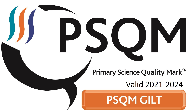 PSQM
Primary Science Quality Mark™
Valid 2021-2024
PSQM GILT